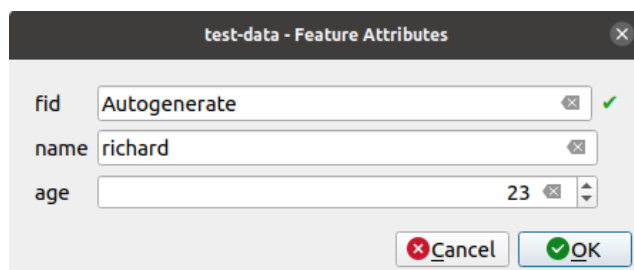 test-data - Feature Attributes
fid Autogenerate
name richard
age 23
Cancel OK